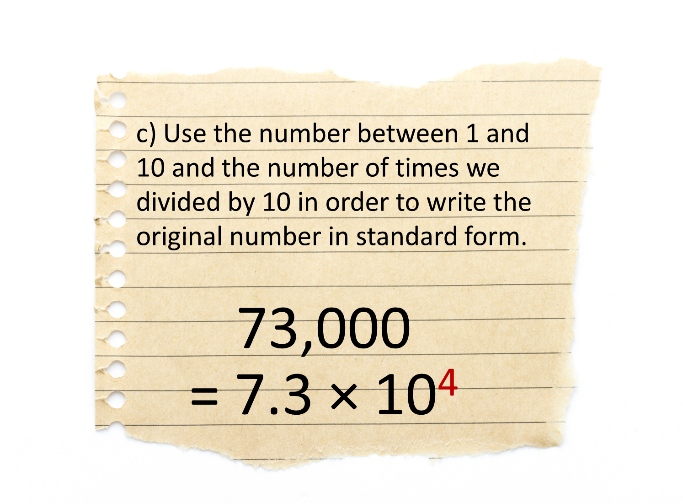 c) Use the number between 1 and
10 and the number of times we
divided by 10 in order to write the
original number in standard form.
73,000
= 7.3 × 10⁴